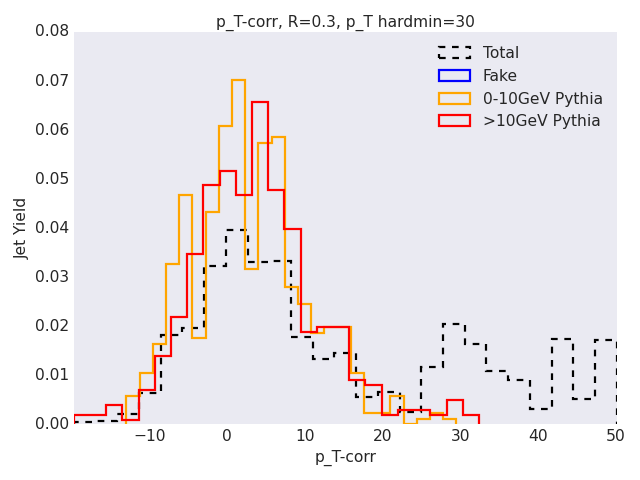 p_T-corr, R=0.3, p_T hardmin=30
0.08
0.07
0.06
0.05
0.04
0.03
0.02
0.01
0.00
Jet Yield
Total
Fake
0-10GeV Pythia
>10GeV Pythia
−10 0 10 20 30 40 50
p_T-corr